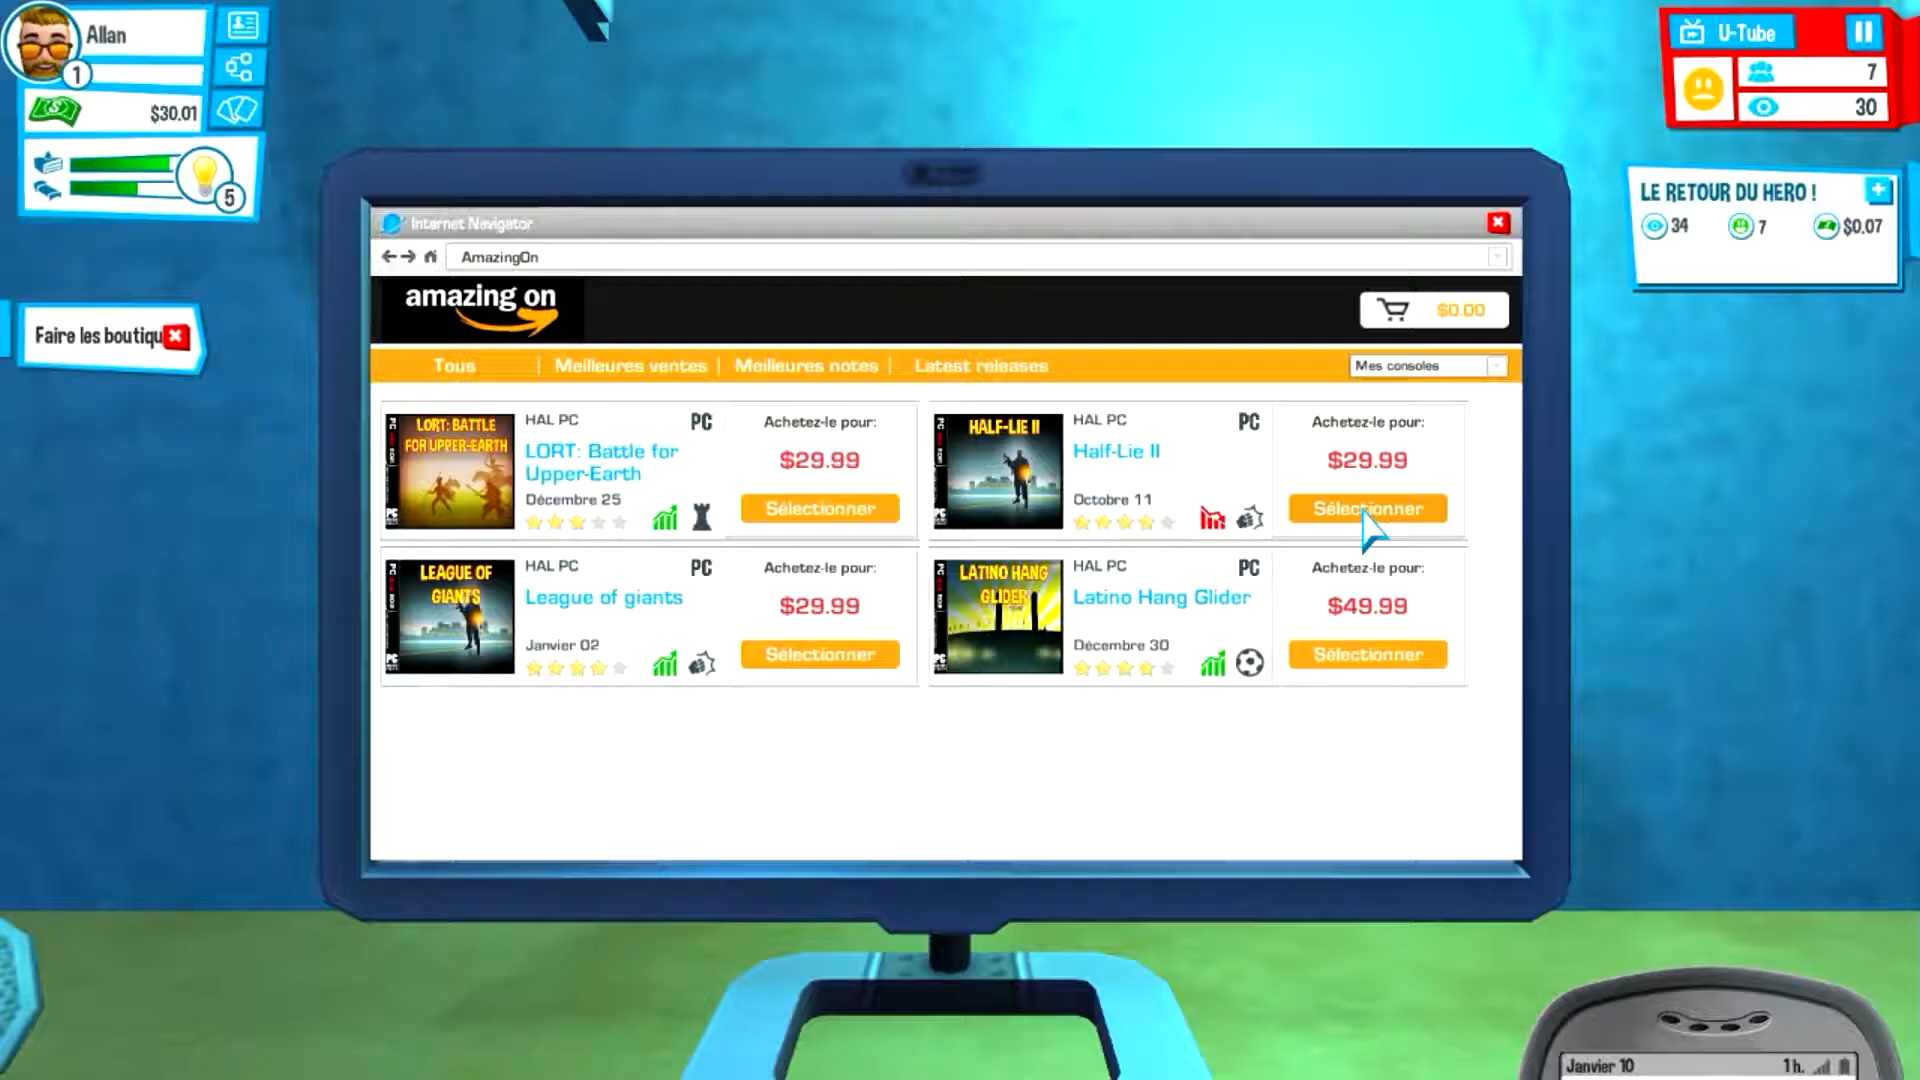 Allan
1
$30.01
5
Faire les boutiqu
U-Tube
7
30
LE RETOUR DU HERO !
34
7
$0.07
Internet Navigator
AmazingOn
amazing on
$0.00
Tous | Meilleures ventes | Meilleures notes | Latest releases
Mes consoles
LORT: BATTLE
FOR UPPER-EARTH
PC
HAL PC
PC
LORT: Battle for
Upper-Earth
Décembre 25
Achetez-le pour:
$29.99
Sélectionner
HALF-LIE II
PC
HAL PC
PC
Half-Lie II
Octobre 11
Achetez-le pour:
$29.99
Sélectionner
LEAGUE OF
GIANTS
PC
HAL PC
PC
League of giants
Janvier 02
Achetez-le pour:
$29.99
Sélectionner
LATINO HANG
GLIDER
PC
HAL PC
PC
Latino Hang Glider
Décembre 30
Achetez-le pour:
$49.99
Sélectionner
Janvier 10
1h.